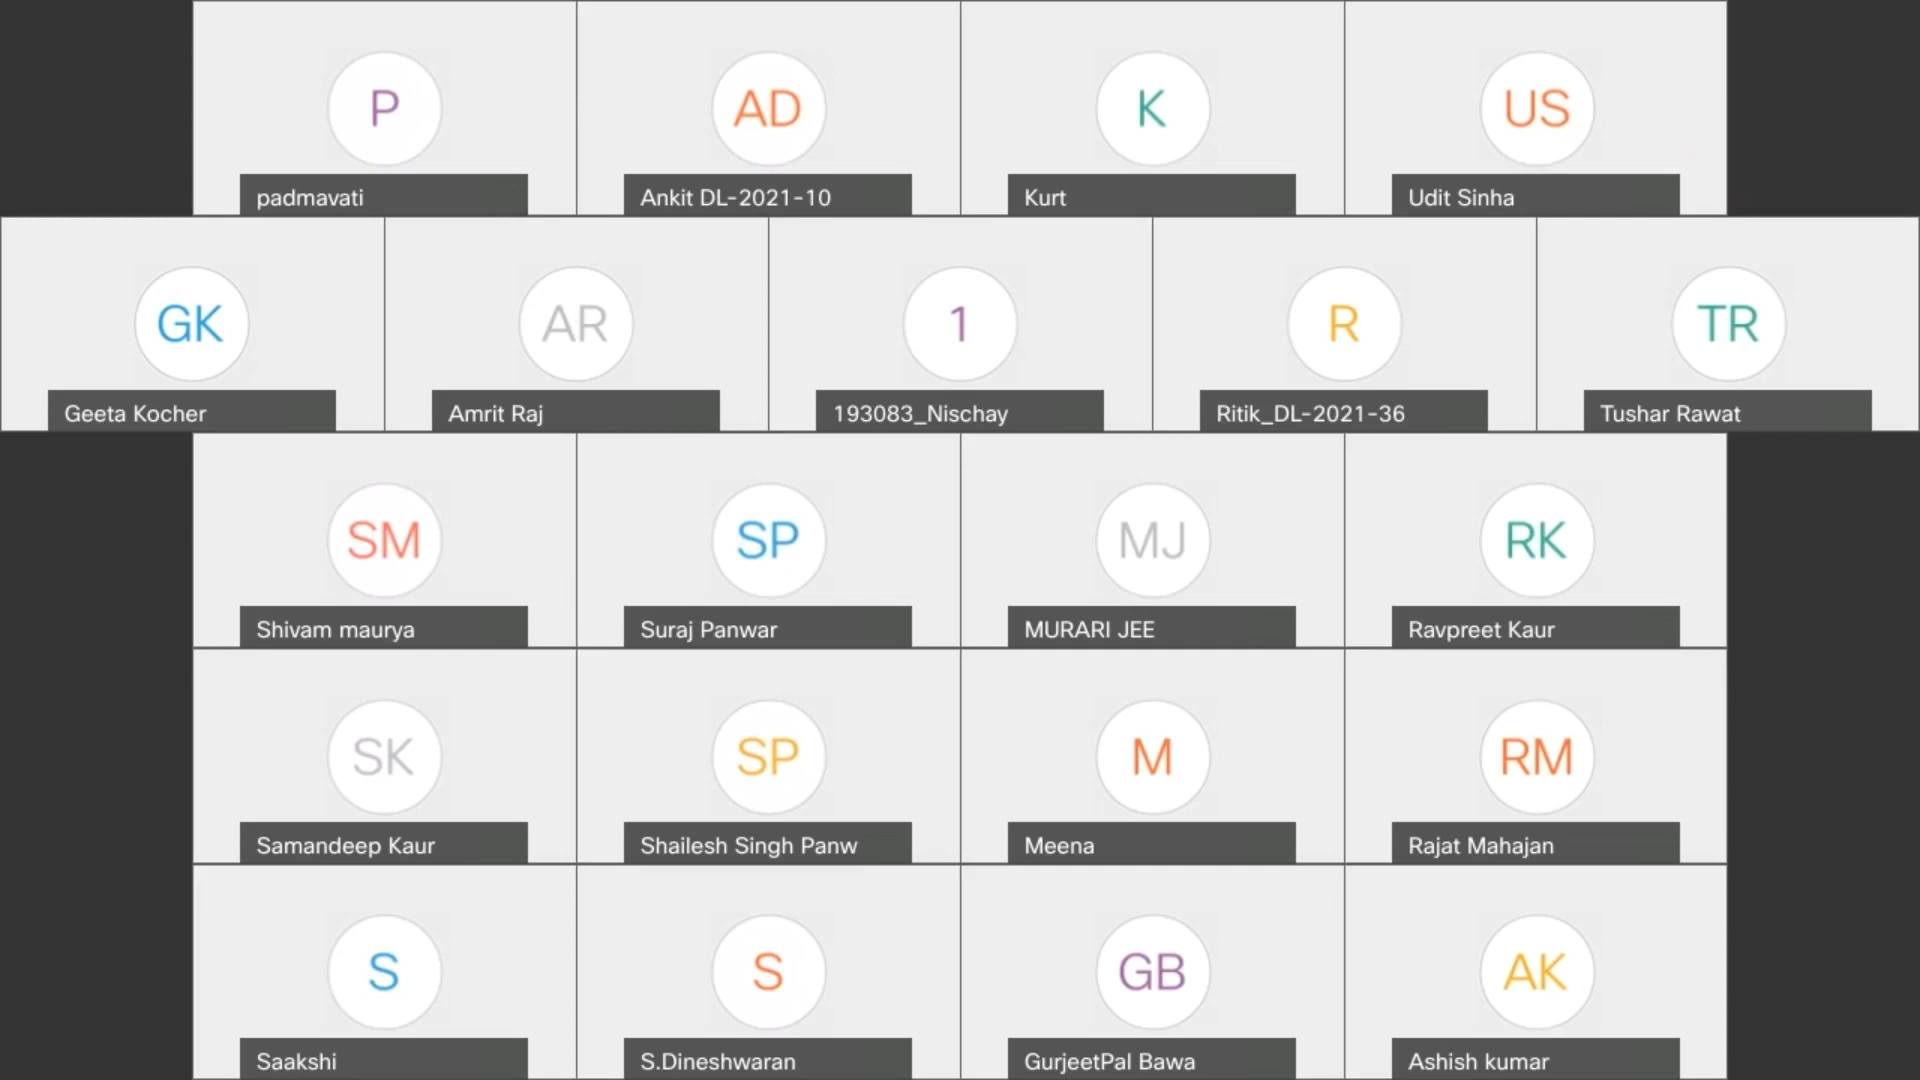 P
AD
K
US
padmavati
Ankit DL-2021-10
Kurt
Udit Sinha
GK
AR
1
R
TR
Geeta Kocher
Amrit Raj
193083_Nischay
Ritik_DL-2021-36
Tushar Rawat
SM
SP
MJ
RK
Shivam maurya
Suraj Panwar
MURARI JEE
Ravpreet Kaur
SK
SP
M
RM
Samandeep Kaur
Shailesh Singh Panw
Meena
Rajat Mahajan
S
S
GB
AK
Saakshi
S.Dineshwaran
GurjeetPal Bawa
Ashish kumar